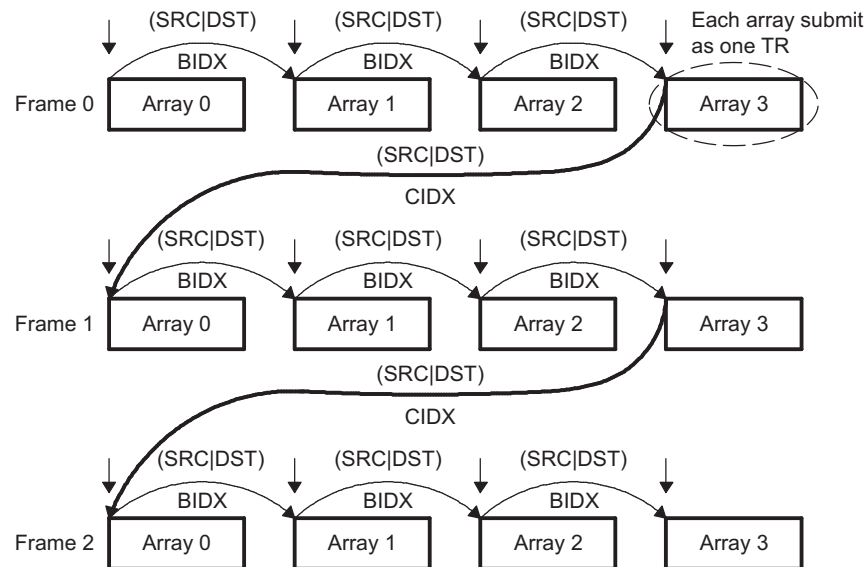 (SRC|DST) (SRC|DST) (SRC|DST) Each array submit
as one TR
BIDX BIDX BIDX
Frame 0 Array 0 Array 1 Array 2 Array 3
(SRC|DST)
CIDX
(SRC|DST) (SRC|DST) (SRC|DST)
BIDX BIDX BIDX
Frame 1 Array 0 Array 1 Array 2 Array 3
(SRC|DST)
CIDX
(SRC|DST) (SRC|DST) (SRC|DST)
BIDX BIDX BIDX
Frame 2 Array 0 Array 1 Array 2 Array 3